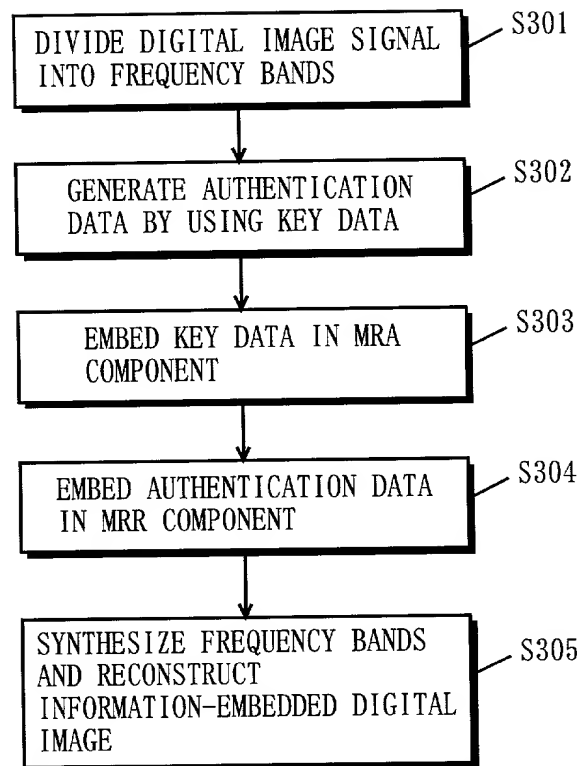 DIVIDE DIGITAL IMAGE SIGNAL
INTO FREQUENCY BANDS
S301
GENERATE AUTHENTICATION
DATA BY USING KEY DATA
S302
EMBED KEY DATA IN MRA
COMPONENT
S303
EMBED AUTHENTICATION DATA
IN MRR COMPONENT
S304
SYNTHESIZE FREQUENCY BANDS
AND RECONSTRUCT
INFORMATION-EMBEDDED DIGITAL
IMAGE
S305